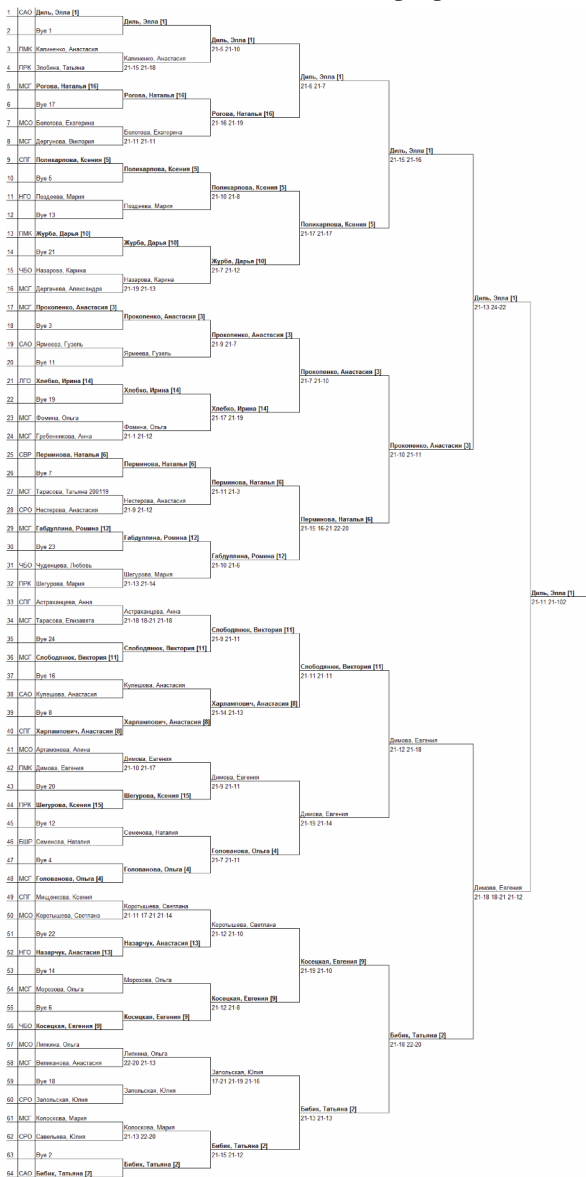 1 САО Диль, Элла [1]
Диль, Элла [1]
2 Bye 1
Диль, Элла [1]
21-5 21-10
3 ПМК Калиненко, Анастасия
Калиненко, Анастасия
21-15 21-18
4 ПРК Злобина, Татьяна
Диль, Элла [1]
21-6 21-7
5 МСГ Рогова, Наталья [16]
Рогова, Наталья [16]
6 Bye 17
Рогова, Наталья [16]
21-16 21-19
7 МСО Болотова, Екатерина
Болотова, Екатерина
21-11 21-11
8 МСГ Дергунова, Виктория
Диль, Элла [1]
21-15 21-16
9 СПГ Поликарпова, Ксения [5]
Поликарпова, Ксения [5]
10 Bye 5
Поликарпова, Ксения [5]
21-10 21-8
11 НГО Поздеева, Мария
Поздеева, Мария
12 Bye 13
Поликарпова, Ксения [5]
21-17 21-17
13 ПМК Журба, Дарья [10]
Журба, Дарья [10]
14 Bye 21
Журба, Дарья [10]
21-7 21-12
15 ЧБО Назарова, Карина
Назарова, Карина
21-19 21-13
16 МСГ Дергачева, Александра
Диль, Элла [1]
21-13 24-22
17 МСГ Прокопенко, Анастасия [3]
Прокопенко, Анастасия [3]
18 Bye 3
Прокопенко, Анастасия [3]
21-9 21-7
19 САО Ярмеева, Гузель
Ярмеева, Гузель
20 Bye 11
Прокопенко, Анастасия [3]
21-7 21-10
21 ЛГО Хлебко, Ирина [14]
Хлебко, Ирина [14]
22 Bye 19
Хлебко, Ирина [14]
21-17 21-19
23 МСГ Фомина, Ольга
Фомина, Ольга
21-1 21-12
24 МСГ Гребенникова, Анна
Прокопенко, Анастасия [3]
21-10 21-11
25 СВР Перминова, Наталья [6]
Перминова, Наталья [6]
26 Bye 7
Перминова, Наталья [6]
21-11 21-3
27 МСГ Тарасова, Татьяна 200119
Нестерова, Анастасия
21-9 21-12
28 СРО Нестерова, Анастасия
Перминова, Наталья [6]
21-15 16-21 22-20
29 МСГ Габдуллина, Ромина [12]
Габдуллина, Ромина [12]
30 Bye 23
Габдуллина, Ромина [12]
21-10 21-6
31 ЧБО Чуденцева, Любовь
Шегурова, Мария
21-13 21-14
32 ПРК Шегурова, Мария
Диль, Элла [1]
21-11 21-102
33 СПГ Астраханцева, Анна
Астраханцева, Анна
21-18 18-21 21-18
34 МСГ Тарасова, Елизавета
Слободянюк, Виктория [11]
21-9 21-11
35 Bye 24
Слободянюк, Виктория [11]
36 МСГ Слободянюк, Виктория [11]
Слободянюк, Виктория [11]
21-11 21-11
37 Bye 16
Кулешова, Анастасия
38 САО Кулешова, Анастасия
Харлампович, Анастасия [8]
21-14 21-13
39 Bye 8
Харлампович, Анастасия [8]
40 СПГ Харлампович, Анастасия [8]
Димова, Евгения
21-12 21-18
41 МСО Артамонова, Алина
Димова, Евгения
21-10 21-17
42 ПМК Димова, Евгения
Димова, Евгения
21-9 21-11
43 Bye 20
Шегурова, Ксения [15]
44 ПРК Шегурова, Ксения [15]
Димова, Евгения
21-19 21-14
45 Bye 12
Семенова, Наталия
46 БШР Семенова, Наталия
Голованова, Ольга [4]
21-7 21-11
47 Bye 4
Голованова, Ольга [4]
48 МСГ Голованова, Ольга [4]
Димова, Евгения
21-18 18-21 21-12
49 СПГ Мищенкова, Ксения
Коротышева, Светлана
21-11 17 21 21-14
50 МСО Коротышева, Светлана
Коротышева, Светлана
21-12 21-10
51 Bye 22
Назарчук, Анастасия [13]
52 НГО Назарчук, Анастасия [13]
Косецкая, Евгения [9]
21-19 21-10
53 Bye 14
Морозова, Ольга
54 МСГ Морозова, Ольга
Косецкая, Евгения [9]
21-12 21-8
55 Bye 6
Косецкая, Евгения [9]
56 ЧБО Косецкая, Евгения [9]
Бибик, Татьяна [2]
21-18 22-20
57 МСО Липкина, Ольга
Липкина, Ольга
22-20 21-13
58 МСГ Великанова, Анастасия
Запольская, Юлия
17-21 21-19 21-16
59 Bye 18
Запольская, Юлия
60 СРО Запольская, Юлия
Бибик, Татьяна [2]
21-13 21-13
61 МСГ Колоскова, Мария
Колоскова, Мария
21-13 22-20
62 СРО Савельева, Юлия
Бибик, Татьяна [2]
21-15 21-12
63 Bye 2
Бибик, Татьяна [2]
64 САО Бибик, Татьяна [2]